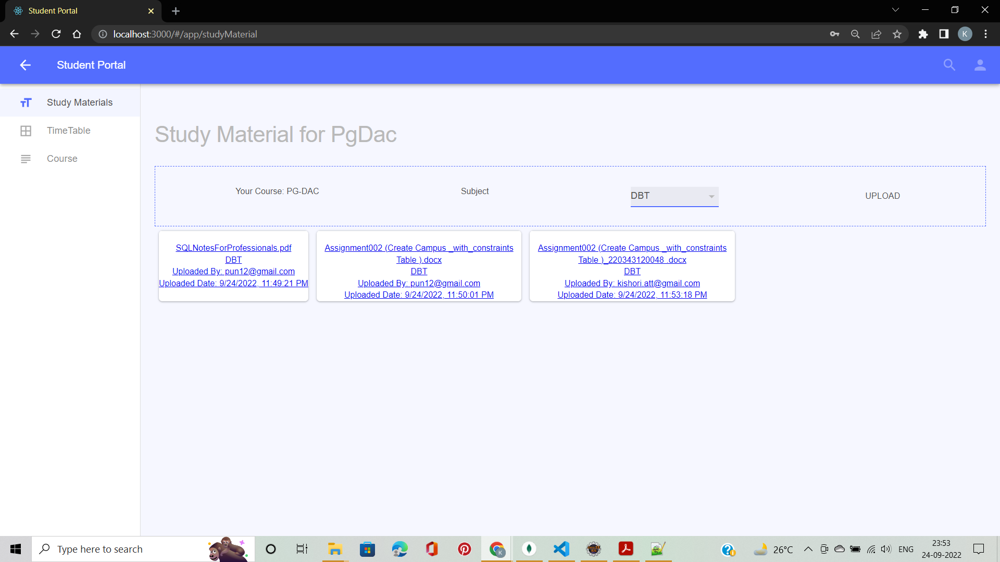 Student Portal
localhost:3000/#/app/studyMaterial
K
Student Portal
Study Materials
TimeTable
Course
Study Material for PgDac
Your Course: PG-DAC
Subject
DBT
UPLOAD
SQLNotesForProfessionals.pdf
DBT
Uploaded By: pun12@gmail.com
Uploaded Date: 9/24/2022, 11:49:21 PM
Assignment002 (Create Campus _with_constraints
Table ).docx
DBT
Uploaded By: pun12@gmail.com
Uploaded Date: 9/24/2022, 11:50:01 PM
Assignment002 (Create Campus _with_constraints
Table )_220343120048 .docx
DBT
Uploaded By: kishori.att@gmail.com
Uploaded Date: 9/24/2022, 11:53:18 PM
Type here to search
K
26°C
ENG
23:53
24-09-2022